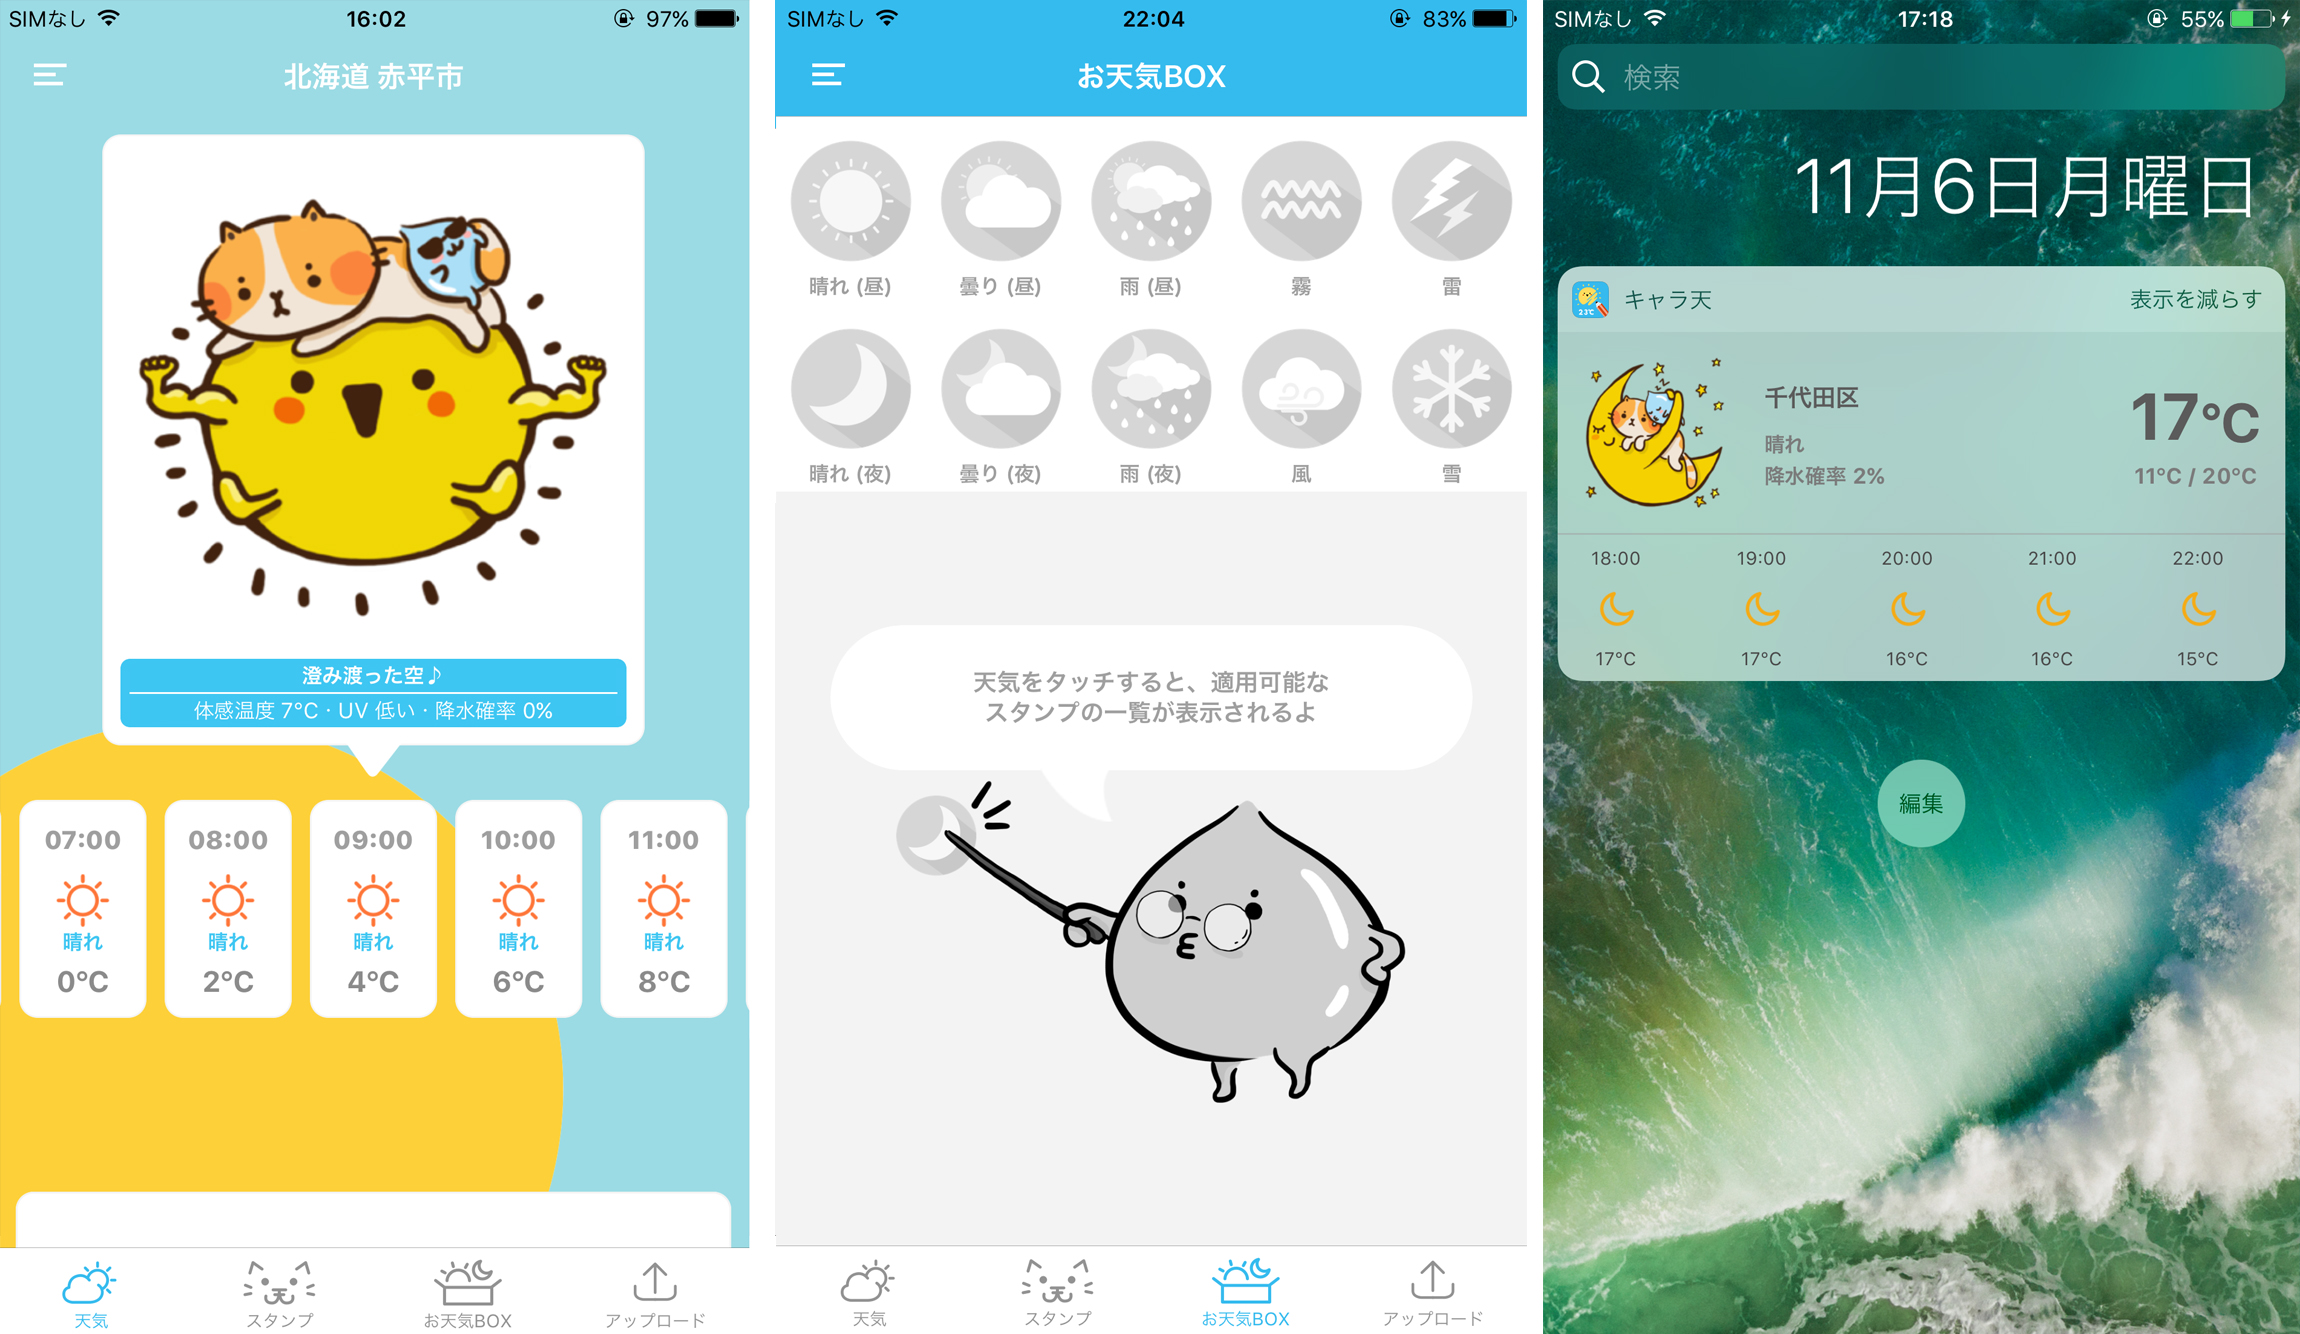 SIMなし
16:02
97%
北海道 赤平市
澄み渡った空♪
体感温度 7°C・UV 低い・降水確率 0%
07:00 08:00 09:00 10:00 11:00
晴れ 晴れ 晴れ 晴れ 晴れ
0°C 2°C 4°C 6°C 8°C
天気 スタンプ お天気BOX アップロード
SIMなし
22:04
83%
お天気BOX
晴れ (昼) 曇り (昼) 雨 (昼) 霧 雷
晴れ (夜) 曇り (夜) 雨 (夜) 風 雪
天気をタッチすると、適用可能な
スタンプの一覧が表示されるよ
天気 スタンプ お天気BOX アップロード
SIMなし
17:18
55%
検索
11月6日月曜日
23°C
キャラ天
表示を減らす
千代田区
晴れ
降水確率 2%
17°C
11°C / 20°C
18:00 19:00 20:00 21:00 22:00
17°C 17°C 16°C 16°C 15°C
編集